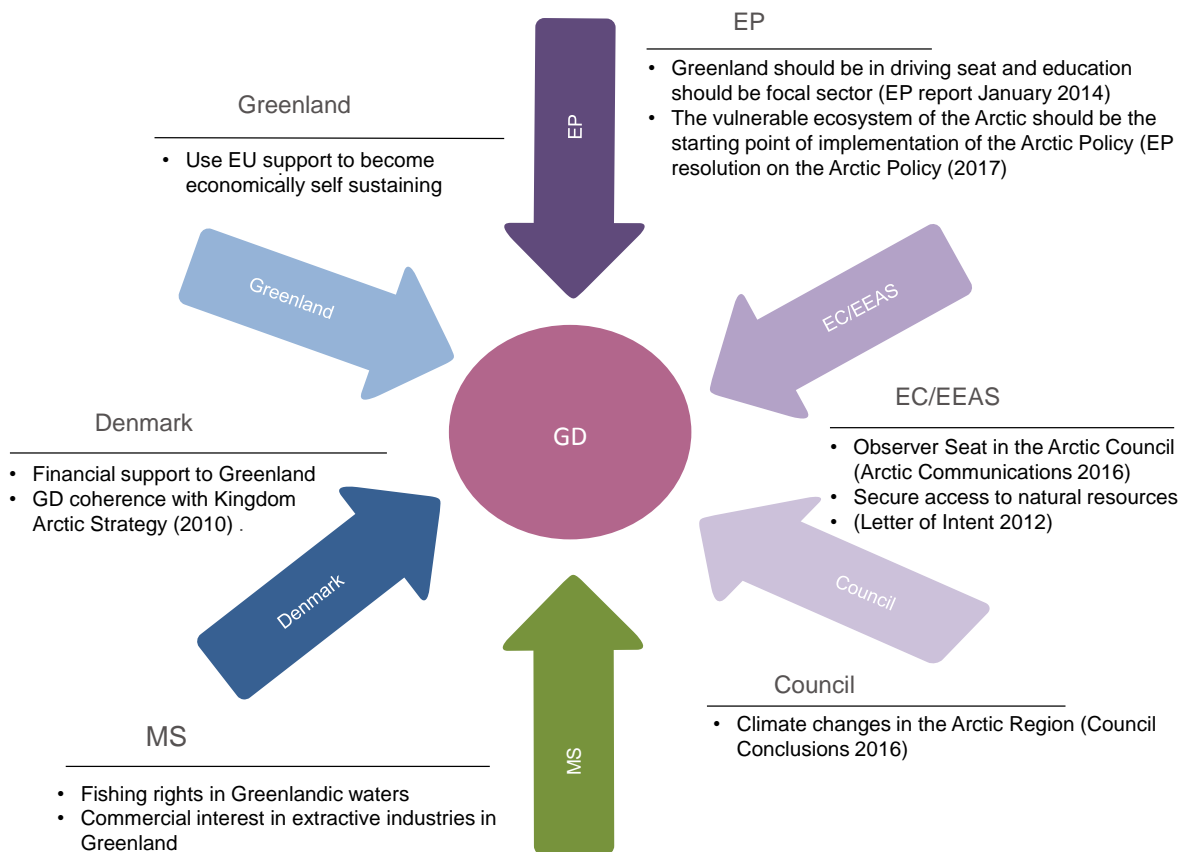 EP
• Greenland should be in driving seat and education
should be focal sector (EP report January 2014)
• The vulnerable ecosystem of the Arctic should be the
starting point of implementation of the Arctic Policy (EP
resolution on the Arctic Policy (2017)
Greenland
• Use EU support to become
economically self sustaining
EP
Greenland
EC/EEAS
GD
EC/EEAS
• Observer Seat in the Arctic Council
(Arctic Communications 2016)
• Secure access to natural resources
• (Letter of Intent 2012)
Denmark
• Financial support to Greenland
• GD coherence with Kingdom
Arctic Strategy (2010) .
Denmark
Council
MS
Council
• Climate changes in the Arctic Region (Council
Conclusions 2016)
MS
• Fishing rights in Greenlandic waters
• Commercial interest in extractive industries in
Greenland